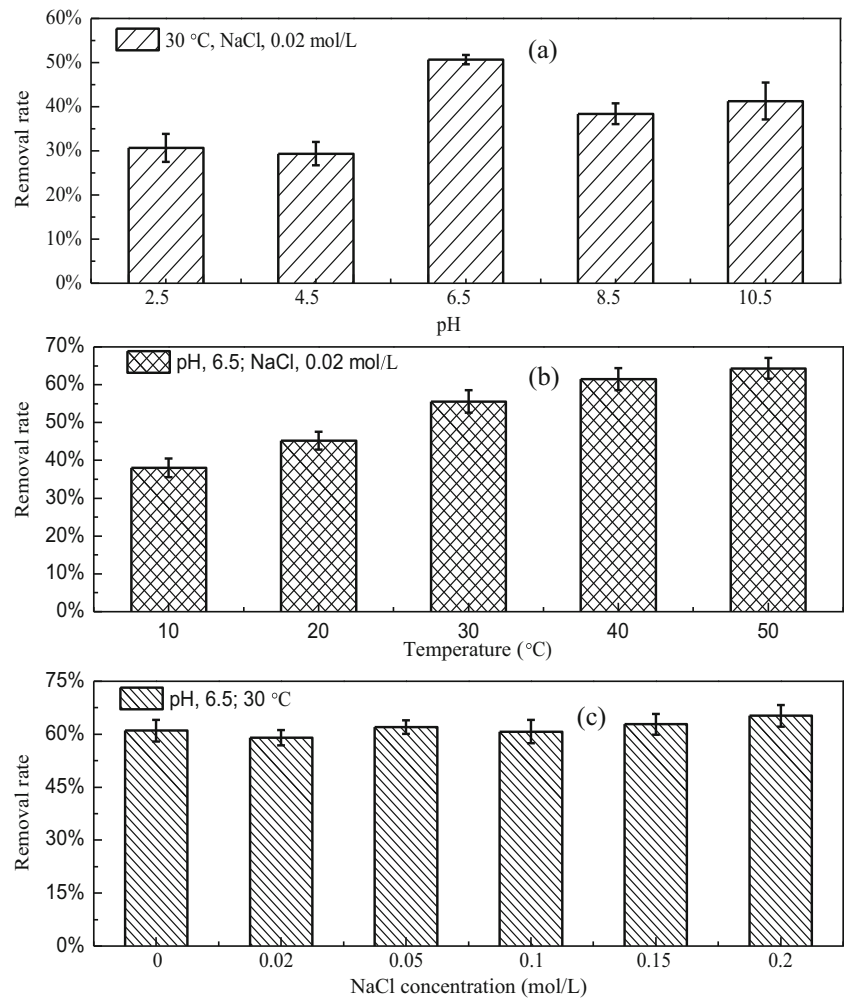 60%
30 °C, NaCl, 0.02 mol/L
(a)
50%
40%
30%
20%
10%
0%
Removal rate
2.5 4.5 6.5 8.5 10.5
pH
70%
pH, 6.5; NaCl, 0.02 mol/L
(b)
60%
50%
40%
30%
20%
10%
0%
Removal rate
10 20 30 40 50
Temperature (°C)
75%
pH, 6.5; 30 °C
(c)
60%
45%
30%
15%
0%
Removal rate
0 0.02 0.05 0.1 0.15 0.2
NaCl concentration (mol/L)